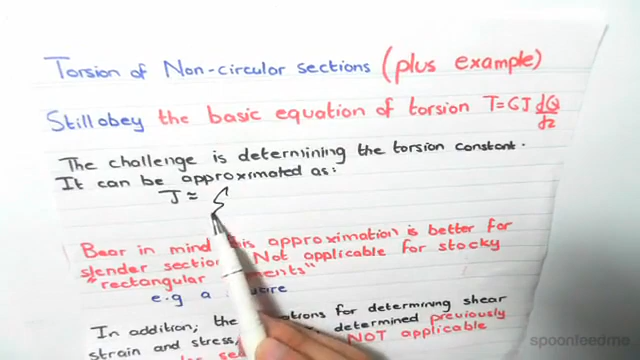 Torsion of Non-circular sections (plus example)
Still obey the basic equation of torsion T=GJ dθ/dz
The challenge is determining the torsion constant.
It can be approximated as:
J ≈
Bear in mind this approximation is better for
slender section Not applicable for stocky
"rectangular
e.g a
In addition, the for determining shear
strain and stress, determined previously
NOT applicable
spoonfeedme